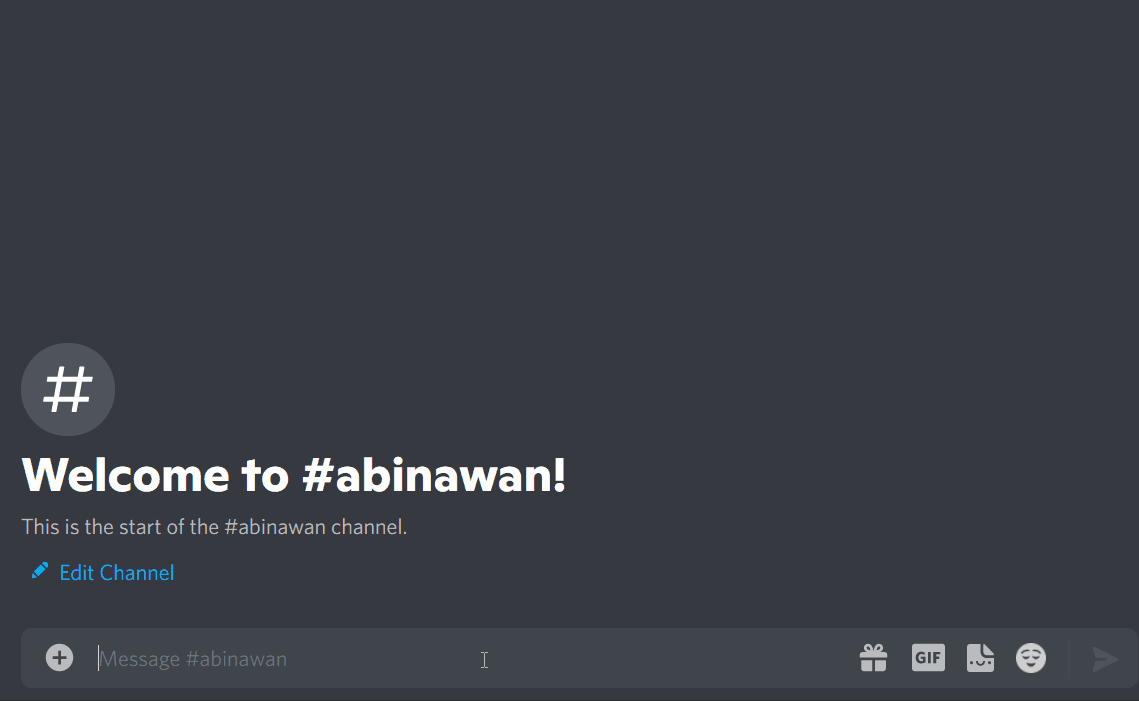 #
Welcome to #abinawan!
This is the start of the #abinawan channel.
Edit Channel
Message #abinawan
GIF